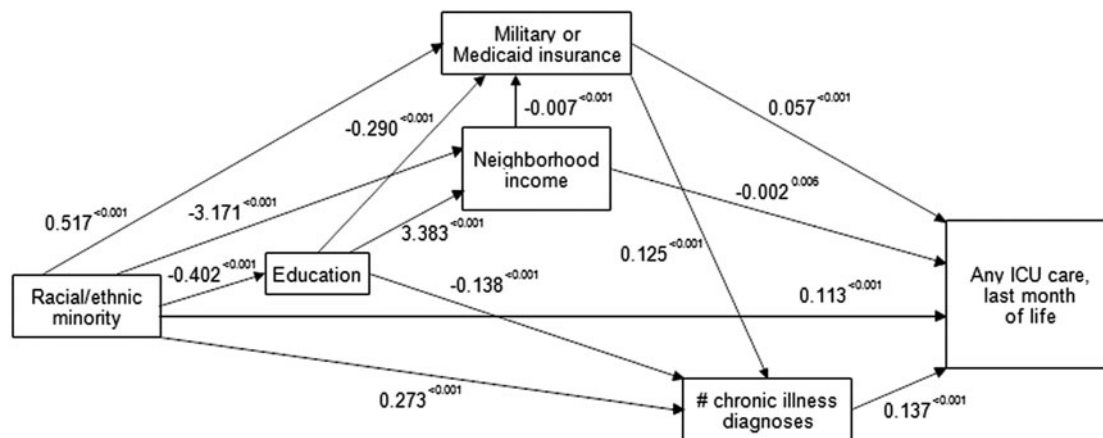 Military or
Medicaid insurance
-0.290<0.001
-0.007<0.001
0.057<0.001
Neighborhood
income
0.517<0.001
-3.171<0.001
3.383<0.001
-0.002 0.005
-0.402<0.001
Education
0.125<0.001
-0.138<0.001
Racial/ethnic
minority
0.113<0.001
Any ICU care,
last month
of life
0.273<0.001
# chronic illness
diagnoses
0.137<0.001